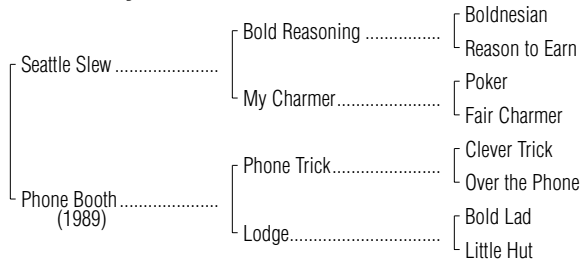 Boldnesian
Bold Reasoning ................
Reason to Earn
Seattle Slew ......................
Poker
My Charmer......................
Fair Charmer
Clever Trick
Phone Trick.......................
Over the Phone
Phone Booth .....................
(1989)
Bold Lad
Lodge................................
Little Hut